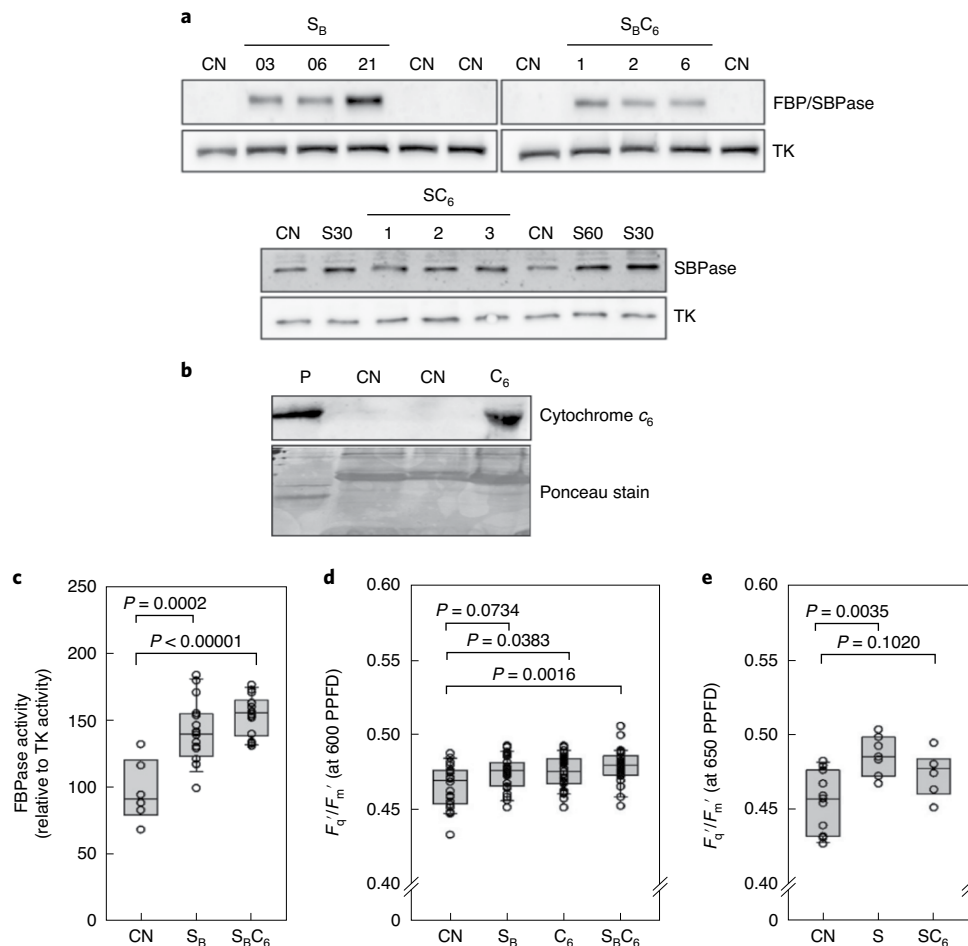 a
S_B
S_BC_6
CN 03 06 21 CN CN
CN 1 2 6 CN
FBP/SBPase
TK
SC_6
CN S30 1 2 3 CN S60 S30
SBPase
TK
b
P CN CN C_6
Cytochrome c_6
Ponceau stain
c
FBPase activity
(relative to TK activity)
250
200
150
100
50
0
P = 0.0002
P < 0.00001
CN S_B S_BC_6
d
F_q′/F_m′ (at 600 PPFD)
0.60
0.55
0.50
0.45
0.40
0
P = 0.0734
P = 0.0383
P = 0.0016
CN S_B C_6 S_BC_6
e
F_q′/F_m′ (at 650 PPFD)
0.60
0.55
0.50
0.45
0.40
0
P = 0.0035
P = 0.1020
CN S SC_6